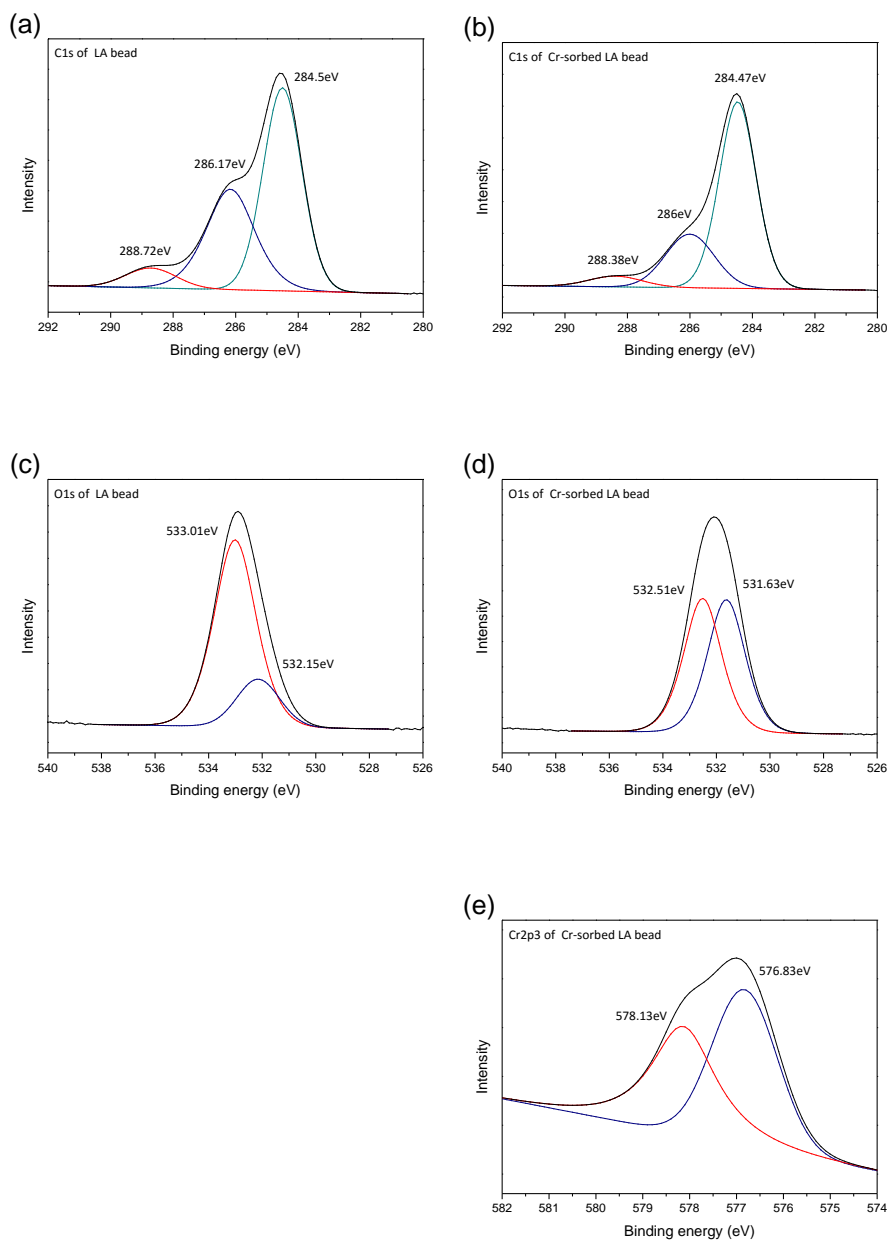 (a)
C1s of LA bead
284.5eV
286.17eV
288.72eV
Intensity
292 290 288 286 284 282 280
Binding energy (eV)
(b)
C1s of Cr-sorbed LA bead
284.47eV
286eV
288.38eV
Intensity
292 290 288 286 284 282 280
Binding energy (eV)
(c)
O1s of LA bead
533.01eV
532.15eV
Intensity
540 538 536 534 532 530 528 526
Binding energy (eV)
(d)
O1s of Cr-sorbed LA bead
532.51eV
531.63eV
Intensity
540 538 536 534 532 530 528 526
Binding energy (eV)
(e)
Cr2p3 of Cr-sorbed LA bead
576.83eV
578.13eV
Intensity
582 581 580 579 578 577 576 575 574
Binding energy (eV)